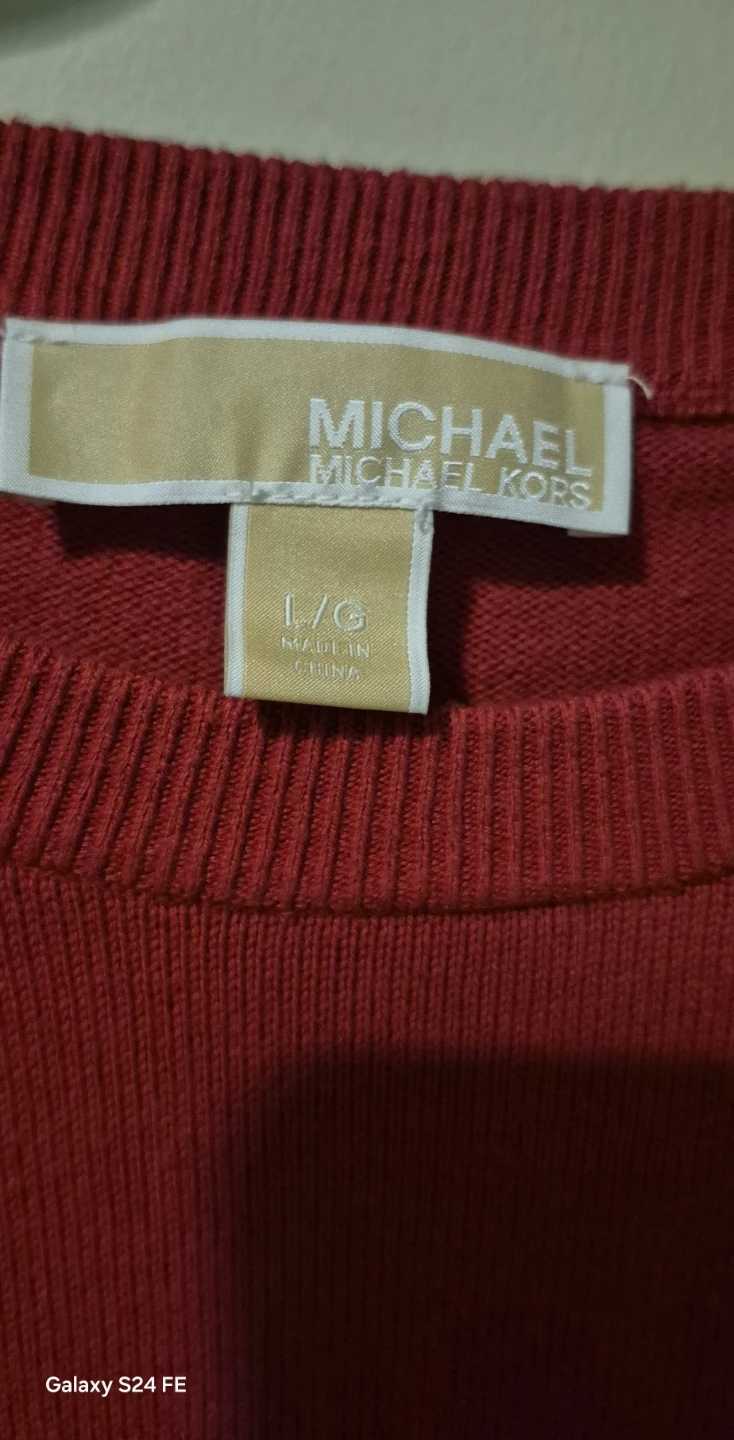 MICHAEL
MICHAEL KORS
L/G
MADE IN
CHINA
Galaxy S24 FE